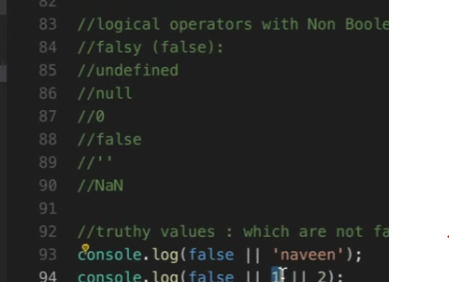 82
83 //logical operators with Non Boole
84 //falsy (false):
85 //undefined
86 //null
87 //0
88 //false
89 //''
90 //NaN
91
92 //truthy values : which are not fa
93 console.log(false || 'naveen');
94 console.log(false || 1 || 2);